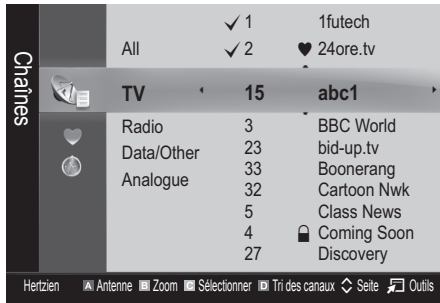 Chaînes
✓ 1 1futech
All ✓ 2 ♥ 24ore.tv
TV 15 abc1
Radio 3 BBC World
Data/Other 23 bid-up.tv
Analogue 33 Boonerang
32 Cartoon Nwk
5 Class News
4 Coming Soon
27 Discovery
Hertzien A Antenne B Zoom C Sélectionner D Tri des canaux Seite Outils